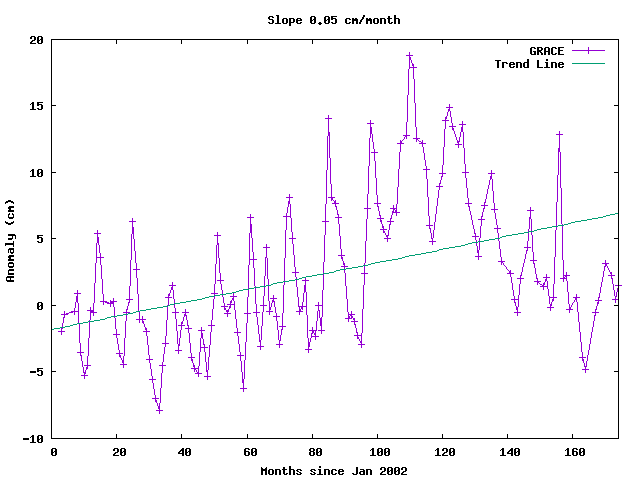 Slope 0.05 cm/month
GRACE
Trend Line
20
15
10
5
0
-5
-10
Anomaly (cm)
0 20 40 60 80 100 120 140 160
Months since Jan 2002